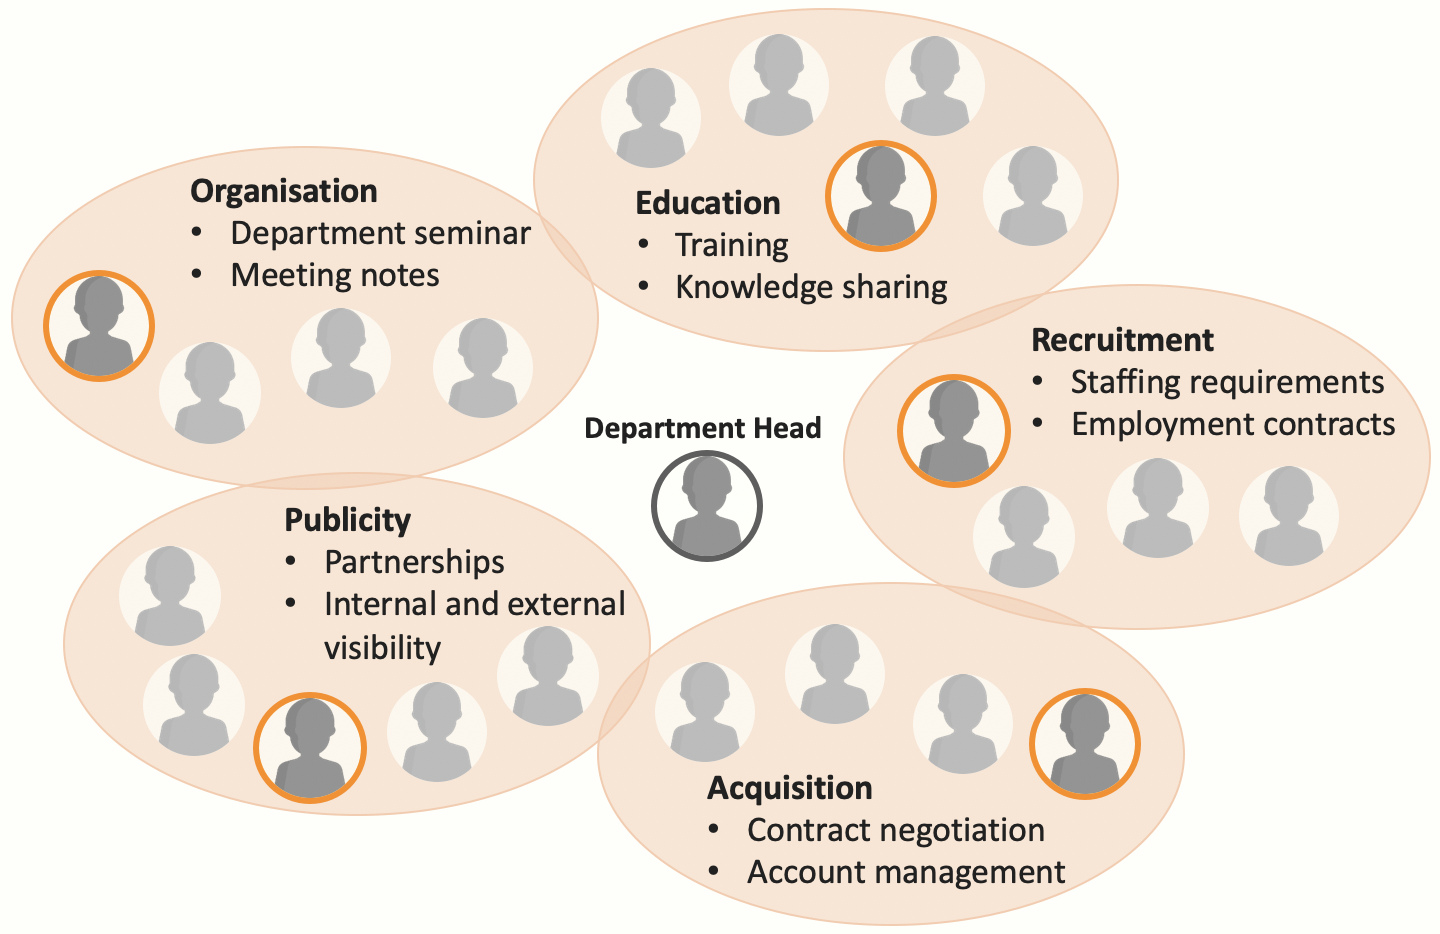 Organisation
• Department seminar
• Meeting notes
Education
• Training
• Knowledge sharing
Recruitment
• Staffing requirements
• Employment contracts
Department Head
Publicity
• Partnerships
• Internal and external
visibility
Acquisition
• Contract negotiation
• Account management